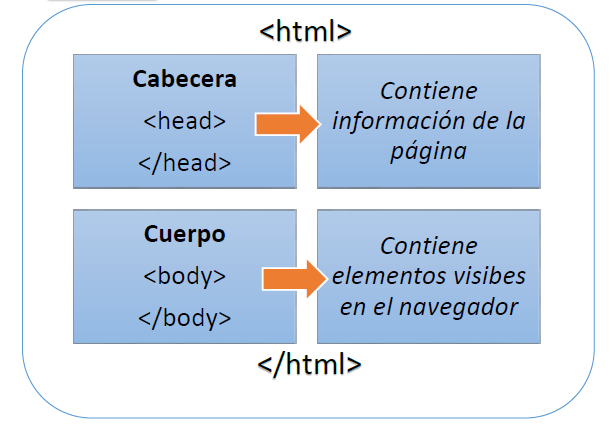 <html>
Cabecera
<head>
</head>
Contiene
información de la
página
Cuerpo
<body>
</body>
Contiene
elementos visibes
en el navegador
</html>